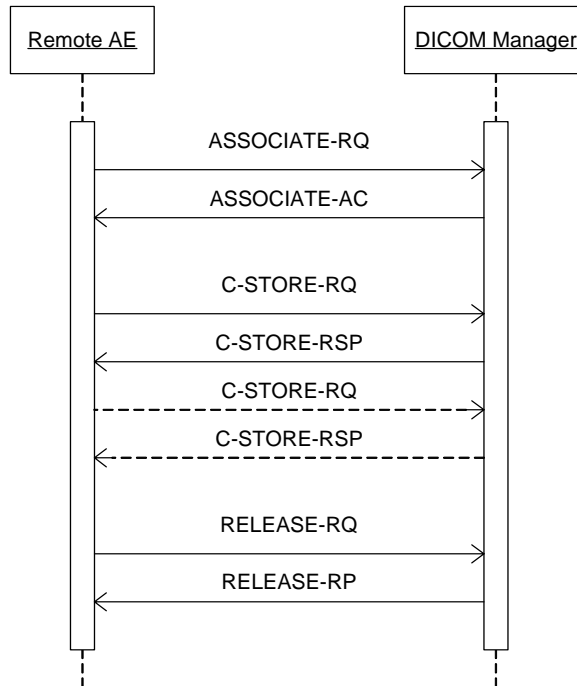 Remote AE
DICOM Manager
ASSOCIATE-RQ
ASSOCIATE-AC
C-STORE-RQ
C-STORE-RSP
C-STORE-RQ
C-STORE-RSP
RELEASE-RQ
RELEASE-RP